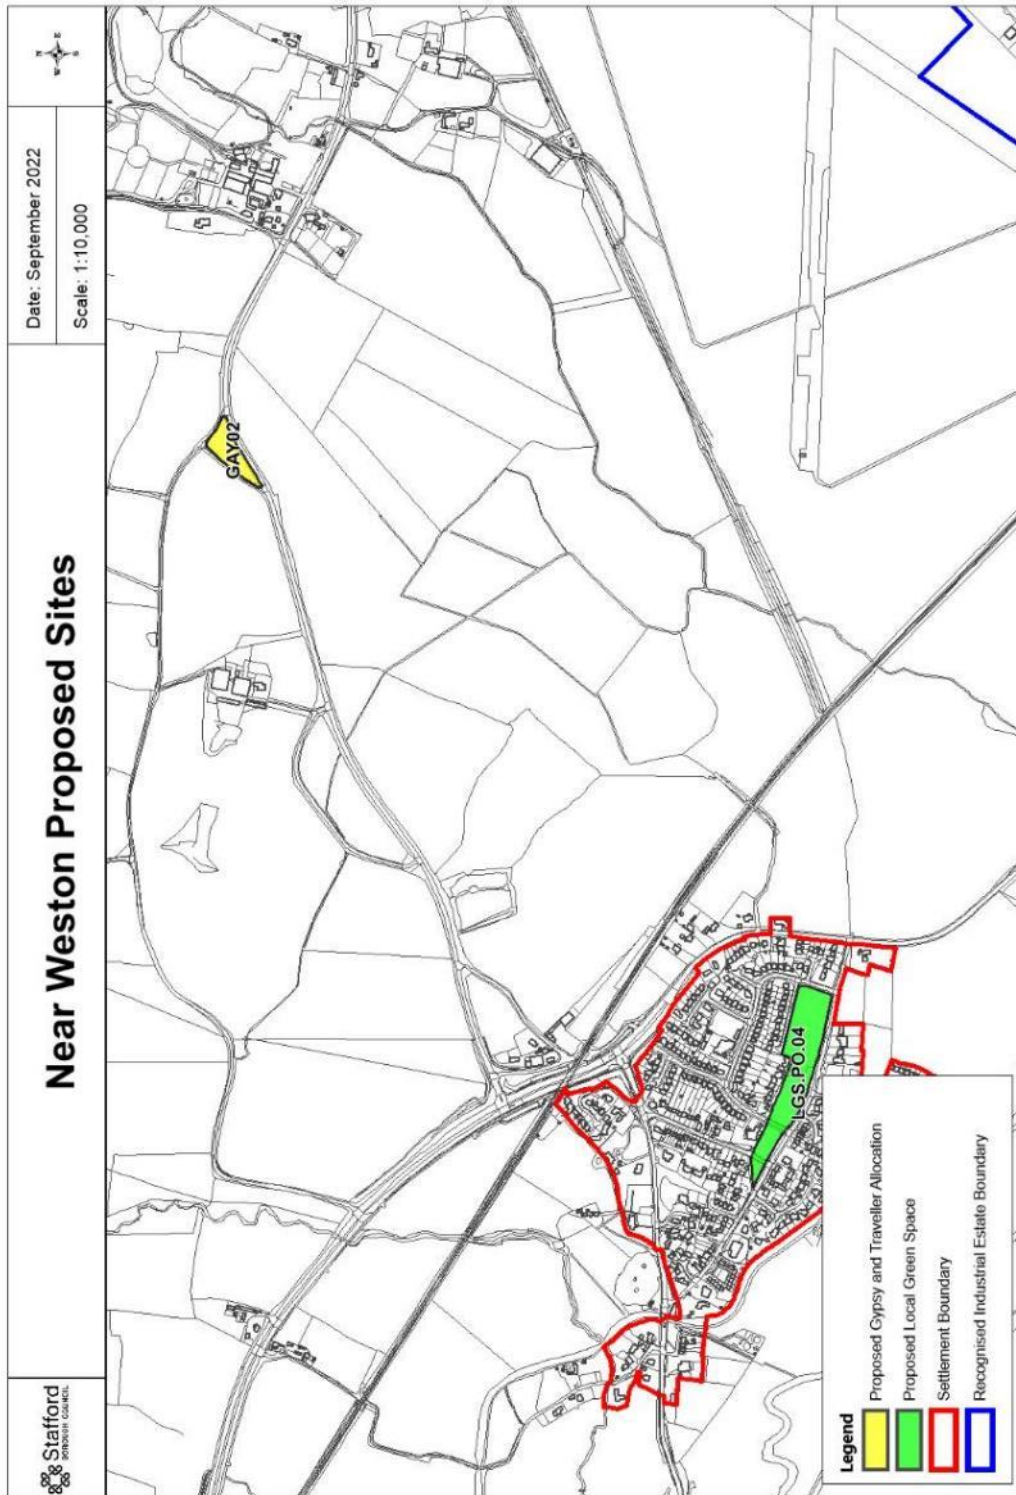 Stafford
BOROUGH COUNCIL
Near Weston Proposed Sites
Date: September 2022
Scale: 1:10,000
N
E
S
W
GAY02
LGS.PO.04
Legend
Proposed Gypsy and Traveller Allocation
Proposed Local Green Space
Settlement Boundary
Recognised Industrial Estate Boundary